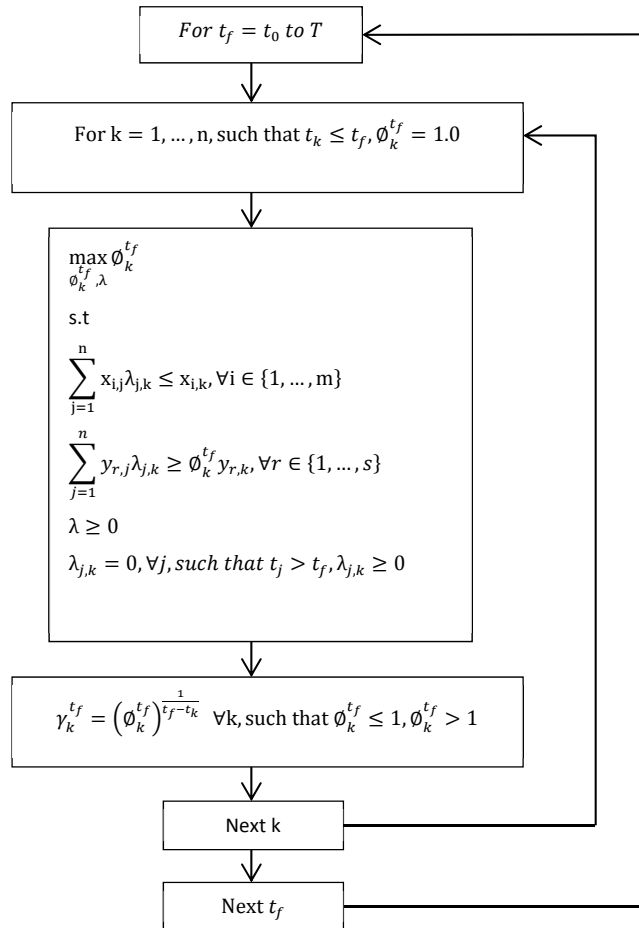 For t_f = t_0 to T
For k = 1, … , n, such that t_k ≤ t_f, ∅_k^{t_f} = 1.0
max ∅_k^{t_f}
∅_k^{t_f}, λ
s.t
∑_{j=1}^{n} x_{i,j} λ_{j,k} ≤ x_{i,k}, ∀i ∈ {1, … , m}
∑_{j=1}^{n} y_{r,j} λ_{j,k} ≥ ∅_k^{t_f} y_{r,k}, ∀r ∈ {1, … , s}
λ ≥ 0
λ_{j,k} = 0, ∀j, such that t_j > t_f, λ_{j,k} ≥ 0
γ_k^{t_f} = (∅_k^{t_f})^{1/(t_f−t_k)} ∀k, such that ∅_k^{t_f} ≤ 1, ∅_k^{t_f} > 1
Next k
Next t_f